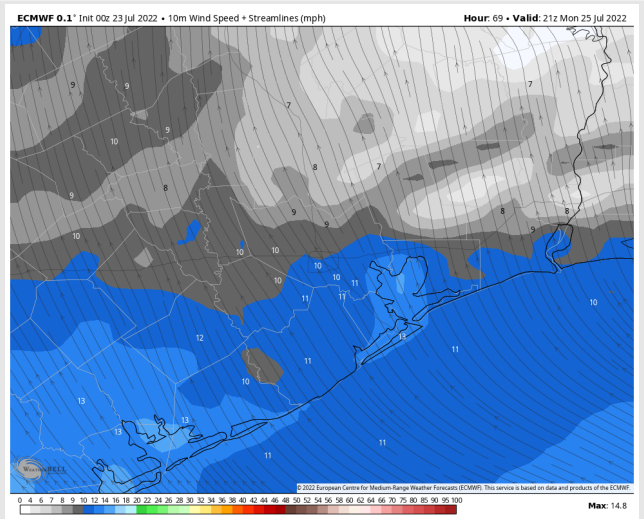 ECMWF 0.1° Init 00z 23 Jul 2022 • 10m Wind Speed + Streamlines (mph) Hour: 69 • Valid: 21z Mon 25 Jul 2022
9 9 7 7
9
10
8 7
9 8
9 8 8
10 9 9
10 10
10 10
10 11
11 11 10
12 13
11 11
10
13
13
13 11
11
WeatherBELL
© 2022 European Centre for Medium-Range Weather Forecasts (ECMWF). This service is based on data and products of the ECMWF.
0 4 6 7 8 9 10 12 14 16 18 20 22 24 26 28 30 32 34 36 38 40 42 44 46 48 50 52 54 56 58 60 62 64 66 70 75 80 85 90 95 100
Max: 14.8